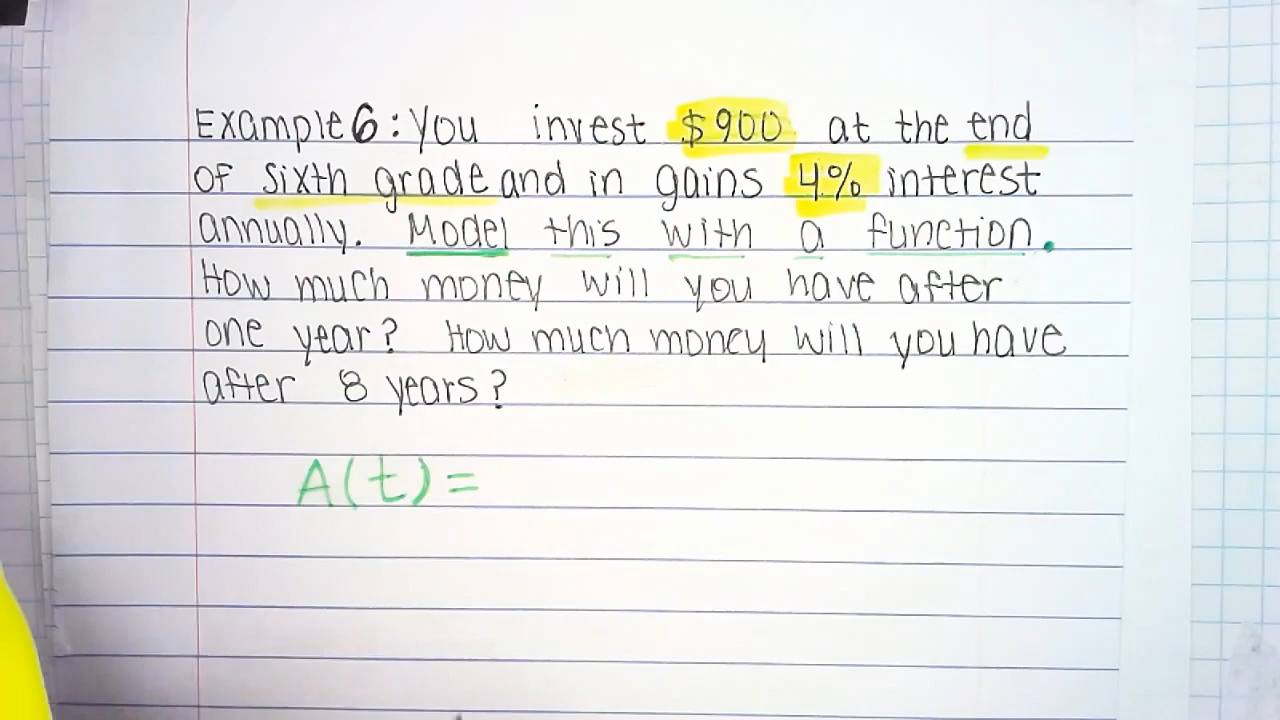 Example 6: You invest $900 at the end
of sixth grade and in gains 4% interest
annually. Model this with a function.
How much money will you have after
one year? How much money will you have
after 8 years?
A(t) =